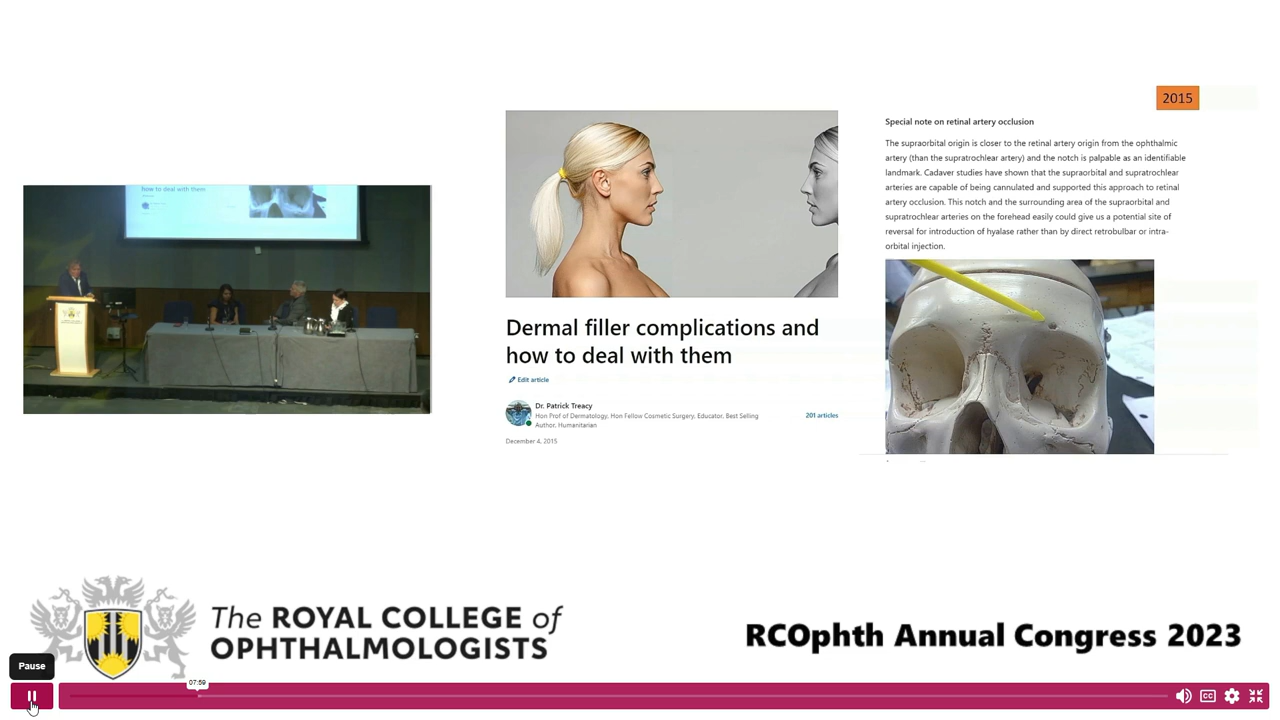 how to deal with them
2015
Special note on retinal artery occlusion
The supraorbital origin is closer to the retinal artery origin from the ophthalmic
artery (than the supratrochlear artery) and the notch is palpable as an identifiable
landmark. Cadaver studies have shown that the supraorbital and supratrochlear
arteries are capable of being cannulated and supported this approach to retinal
artery occlusion. This notch and the surrounding area of the supraorbital and
supratrochlear arteries on the forehead easily could give us a potential site of
reversal for introduction of hyalase rather than by direct retrobulbar or intra-
orbital injection.
Dermal filler complications and
how to deal with them
Edit article
Dr. Patrick Treacy
Hon Prof of Dermatology, Hon Fellow Cosmetic Surgery, Educator, Best Selling
Author, Humanitarian
201 articles
December 4, 2015
The ROYAL COLLEGE of
OPHTHALMOLOGISTS
RCOphth Annual Congress 2023
Pause
07:59
CC